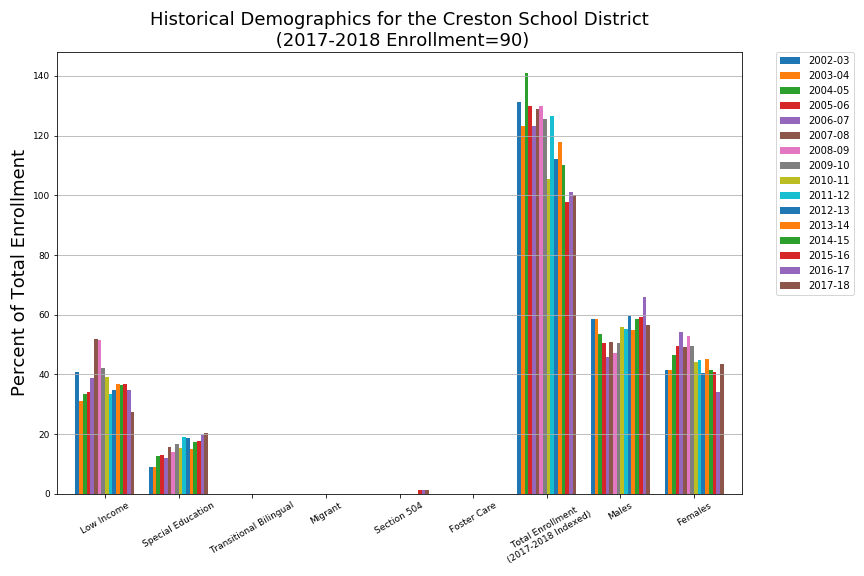 Historical Demographics for the Creston School District
(2017-2018 Enrollment=90)
Percent of Total Enrollment
140
120
100
80
60
40
20
0
Low Income
Special Education
Transitional Bilingual
Migrant
Section 504
Foster Care
Total Enrollment
(2017-2018 Indexed)
Males
Females
2002-03
2003-04
2004-05
2005-06
2006-07
2007-08
2008-09
2009-10
2010-11
2011-12
2012-13
2013-14
2014-15
2015-16
2016-17
2017-18